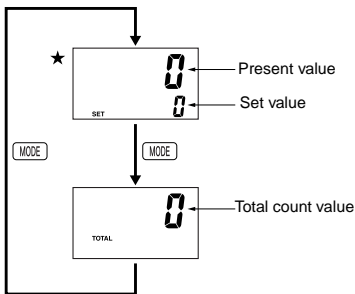 ★
0
Present value
0
Set value
SET
MODE
MODE
0
Total count value
TOTAL